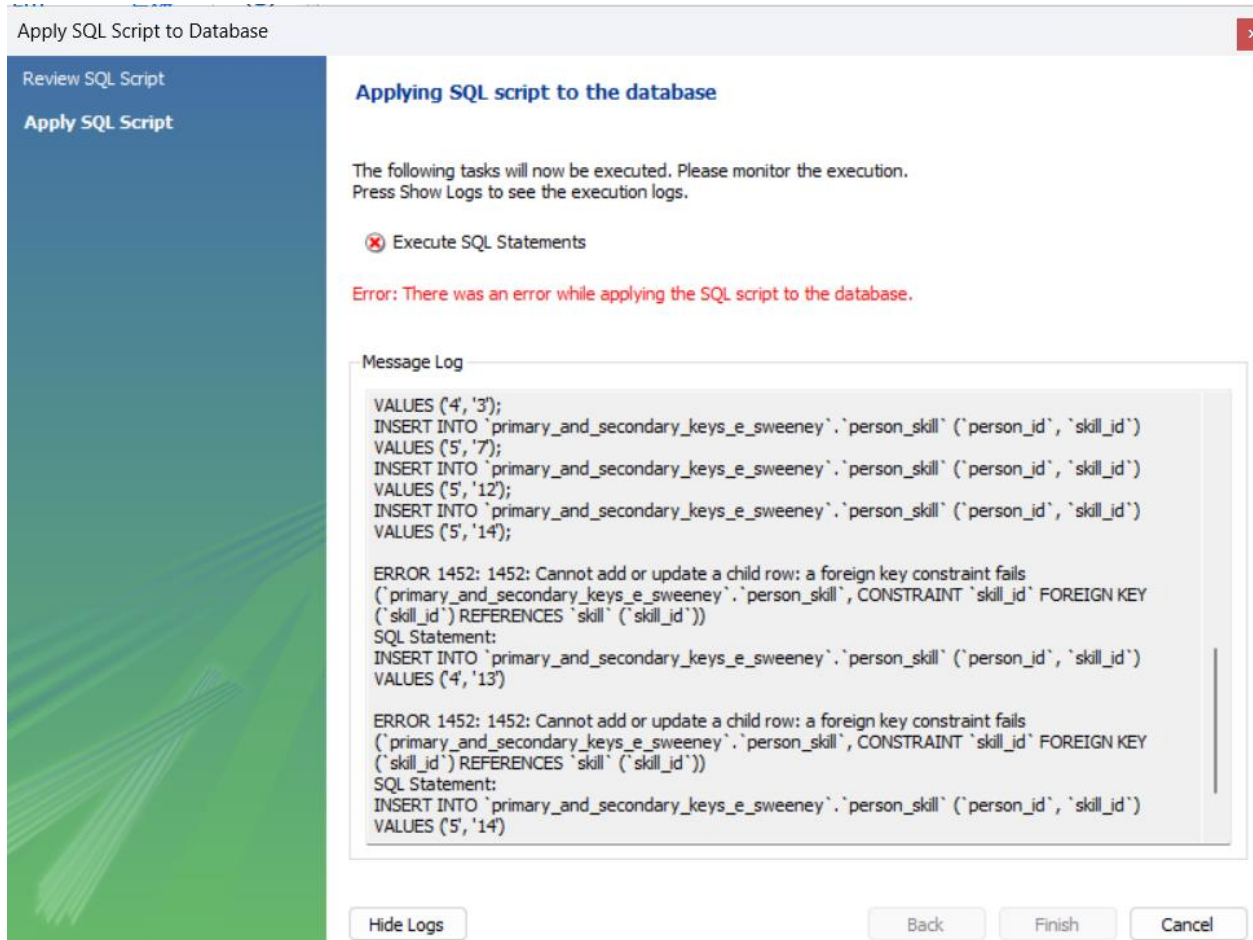 Apply SQL Script to Database
Review SQL Script
Apply SQL Script
Applying SQL script to the database
The following tasks will now be executed. Please monitor the execution.
Press Show Logs to see the execution logs.
Execute SQL Statements
Error: There was an error while applying the SQL script to the database.
Message Log
VALUES ('4', '3');
INSERT INTO `primary_and_secondary_keys_e_sweeney`.`person_skill` (`person_id`, `skill_id`)
VALUES ('5', '7');
INSERT INTO `primary_and_secondary_keys_e_sweeney`.`person_skill` (`person_id`, `skill_id`)
VALUES ('5', '12');
INSERT INTO `primary_and_secondary_keys_e_sweeney`.`person_skill` (`person_id`, `skill_id`)
VALUES ('5', '14');
ERROR 1452: 1452: Cannot add or update a child row: a foreign key constraint fails
(`primary_and_secondary_keys_e_sweeney`.`person_skill`, CONSTRAINT `skill_id` FOREIGN KEY
(`skill_id`) REFERENCES `skill` (`skill_id`))
SQL Statement:
INSERT INTO `primary_and_secondary_keys_e_sweeney`.`person_skill` (`person_id`, `skill_id`)
VALUES ('4', '13')
ERROR 1452: 1452: Cannot add or update a child row: a foreign key constraint fails
(`primary_and_secondary_keys_e_sweeney`.`person_skill`, CONSTRAINT `skill_id` FOREIGN KEY
(`skill_id`) REFERENCES `skill` (`skill_id`))
SQL Statement:
INSERT INTO `primary_and_secondary_keys_e_sweeney`.`person_skill` (`person_id`, `skill_id`)
VALUES ('5', '14')
Hide Logs
Back
Finish
Cancel